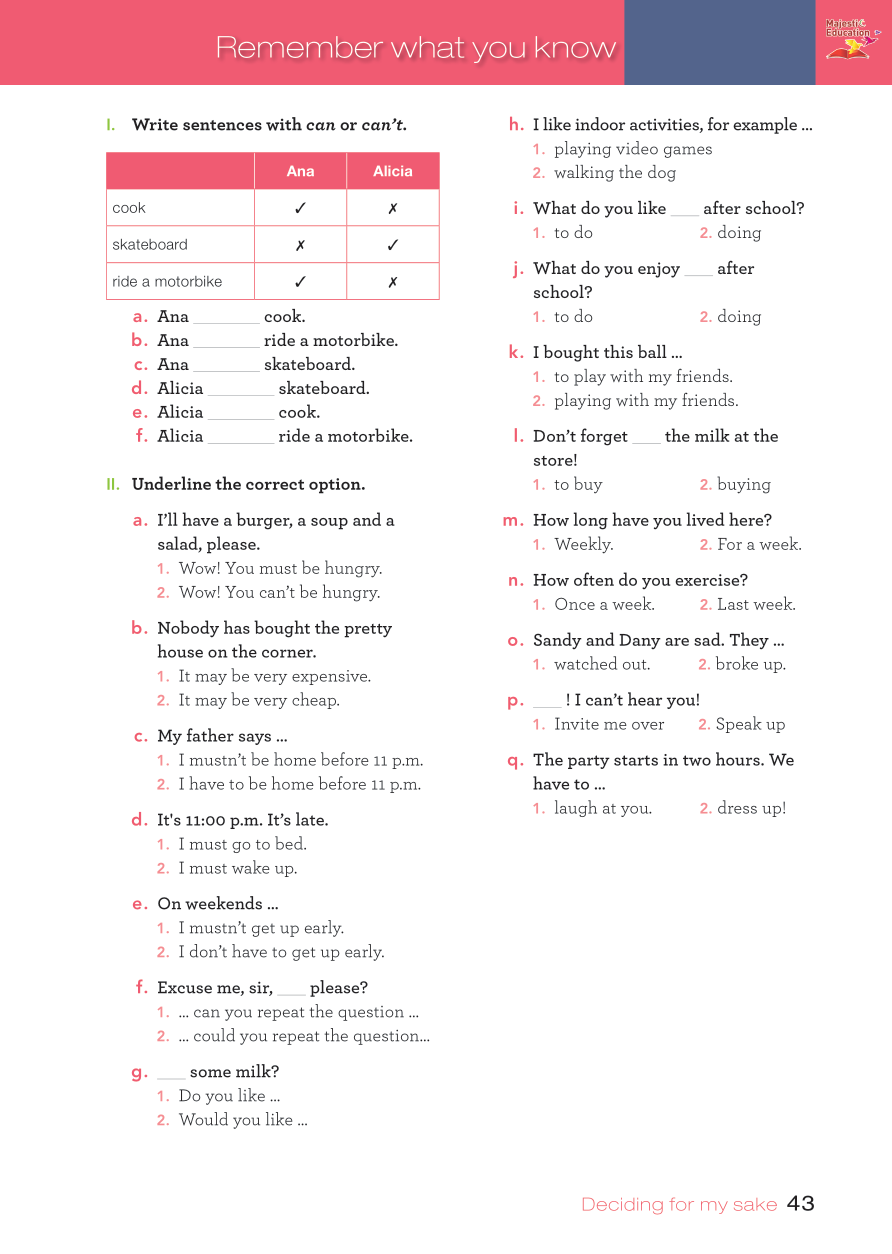 Remember what you know
Majestic
Education
I. Write sentences with can or can't.
Ana Alicia
cook ✓ ✗
skateboard ✗ ✓
ride a motorbike ✓ ✗
a. Ana ________ cook.
b. Ana ________ ride a motorbike.
c. Ana ________ skateboard.
d. Alicia ________ skateboard.
e. Alicia ________ cook.
f. Alicia ________ ride a motorbike.
II. Underline the correct option.
a. I'll have a burger, a soup and a
salad, please.
1. Wow! You must be hungry.
2. Wow! You can't be hungry.
b. Nobody has bought the pretty
house on the corner.
1. It may be very expensive.
2. It may be very cheap.
c. My father says ...
1. I mustn't be home before 11 p.m.
2. I have to be home before 11 p.m.
d. It's 11:00 p.m. It's late.
1. I must go to bed.
2. I must wake up.
e. On weekends ...
1. I mustn't get up early.
2. I don't have to get up early.
f. Excuse me, sir, ___ please?
1. ... can you repeat the question ...
2. ... could you repeat the question...
g. ___ some milk?
1. Do you like ...
2. Would you like ...
h. I like indoor activities, for example ...
1. playing video games
2. walking the dog
i. What do you like ___ after school?
1. to do 2. doing
j. What do you enjoy ___ after
school?
1. to do 2. doing
k. I bought this ball ...
1. to play with my friends.
2. playing with my friends.
l. Don't forget ___ the milk at the
store!
1. to buy 2. buying
m. How long have you lived here?
1. Weekly. 2. For a week.
n. How often do you exercise?
1. Once a week. 2. Last week.
o. Sandy and Dany are sad. They ...
1. watched out. 2. broke up.
p. ___ ! I can't hear you!
1. Invite me over 2. Speak up
q. The party starts in two hours. We
have to ...
1. laugh at you. 2. dress up!
Deciding for my sake 43